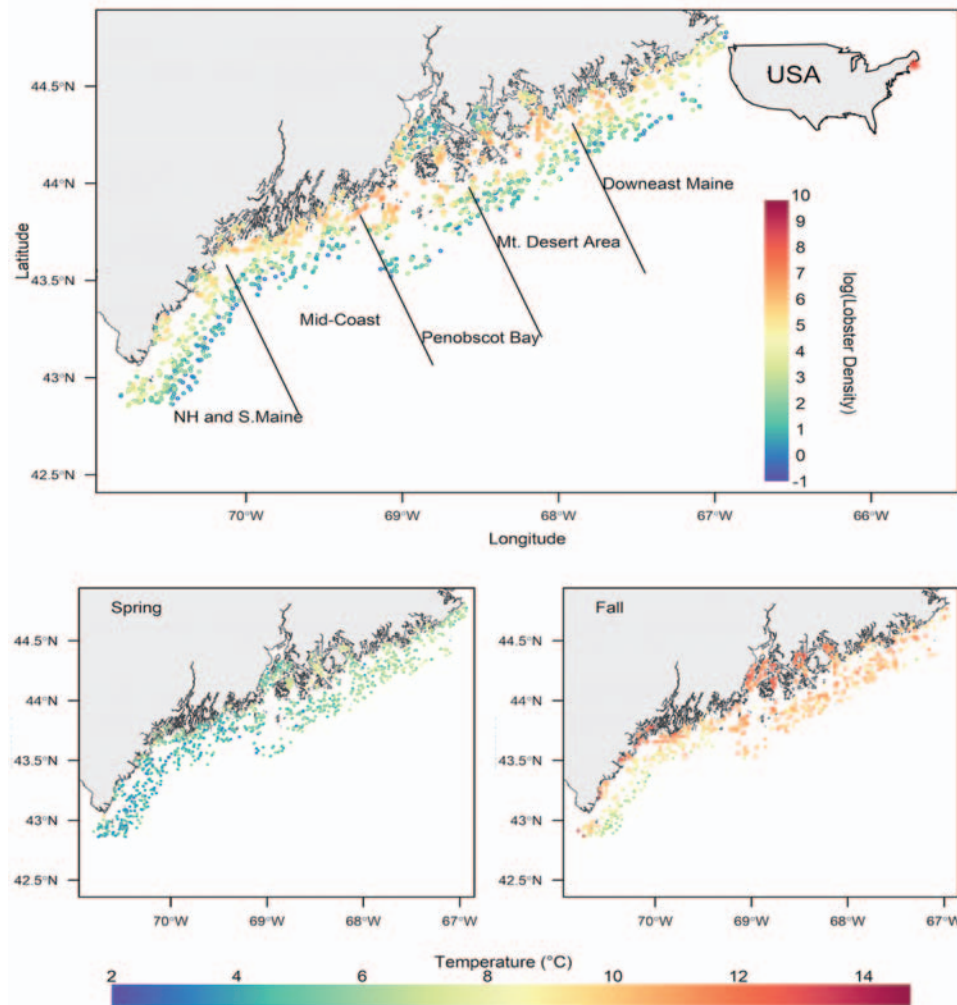 USA
44.5°N
44°N
43.5°N
43°N
42.5°N
Latitude
Downeast Maine
Mt. Desert Area
Mid-Coast
Penobscot Bay
NH and S.Maine
10
9
8
7
6
5
4
3
2
1
0
-1
log(Lobster Density)
70°W
69°W
68°W
67°W
66°W
Longitude
Spring
44.5°N
44°N
43.5°N
43°N
42.5°N
70°W
69°W
68°W
67°W
Fall
44.5°N
44°N
43.5°N
43°N
42.5°N
70°W
69°W
68°W
67°W
Temperature (°C)
2 4 6 8 10 12 14